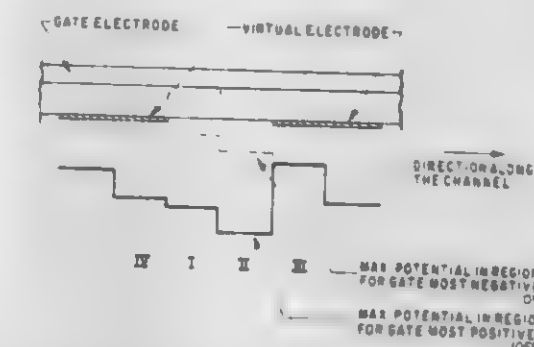 GATE ELECTRODE
VIRTUAL ELECTRODE
DIRECTION ALONG
THE CHANNEL
IV I II III
MAX POTENTIAL IN REGION
FOR GATE MOST NEGATIVE
MAX POTENTIAL IN REGION
FOR GATE MOST POSITIVE